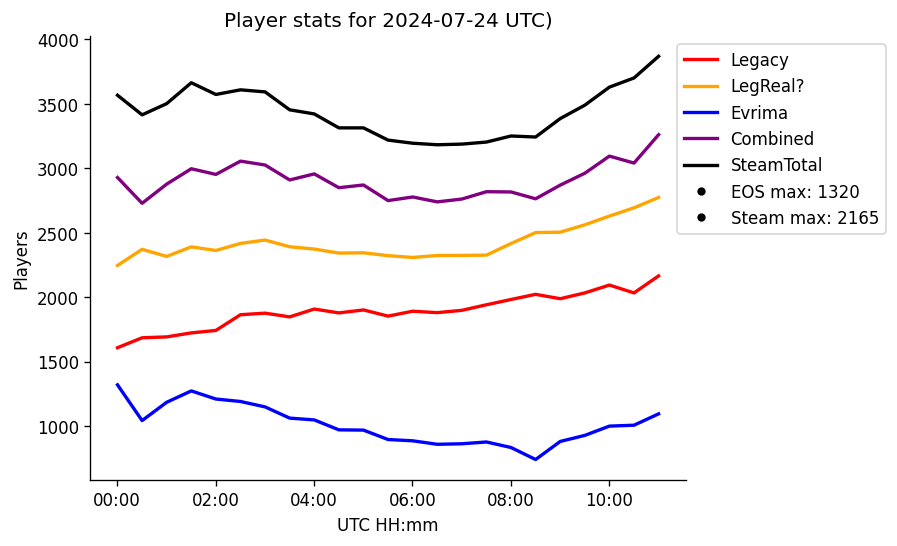 Player stats for 2024-07-24 UTC)
4000
3500
3000
2500
2000
1500
1000
Players
00:00 02:00 04:00 06:00 08:00 10:00
UTC HH:mm
Legacy
LegReal?
Evrima
Combined
SteamTotal
EOS max: 1320
Steam max: 2165